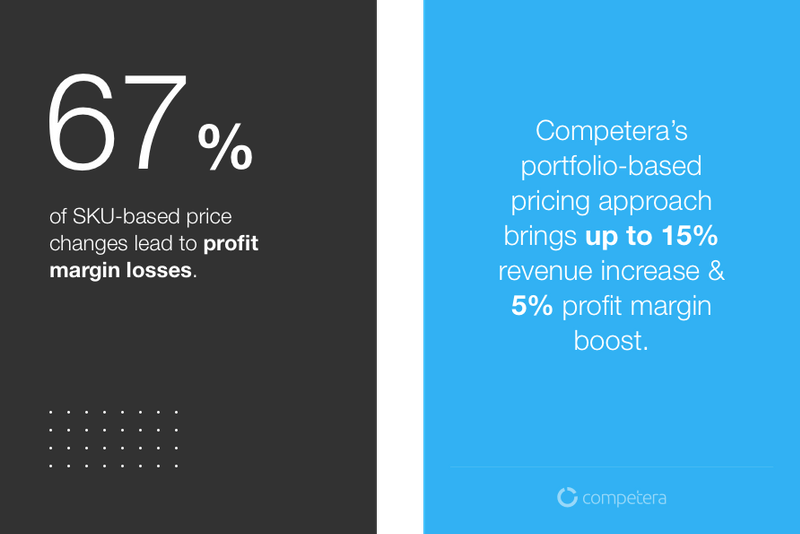 67%
of SKU-based price
changes lead to profit
margin losses.
Competera’s
portfolio-based
pricing approach
brings up to 15%
revenue increase &
5% profit margin
boost.
competera